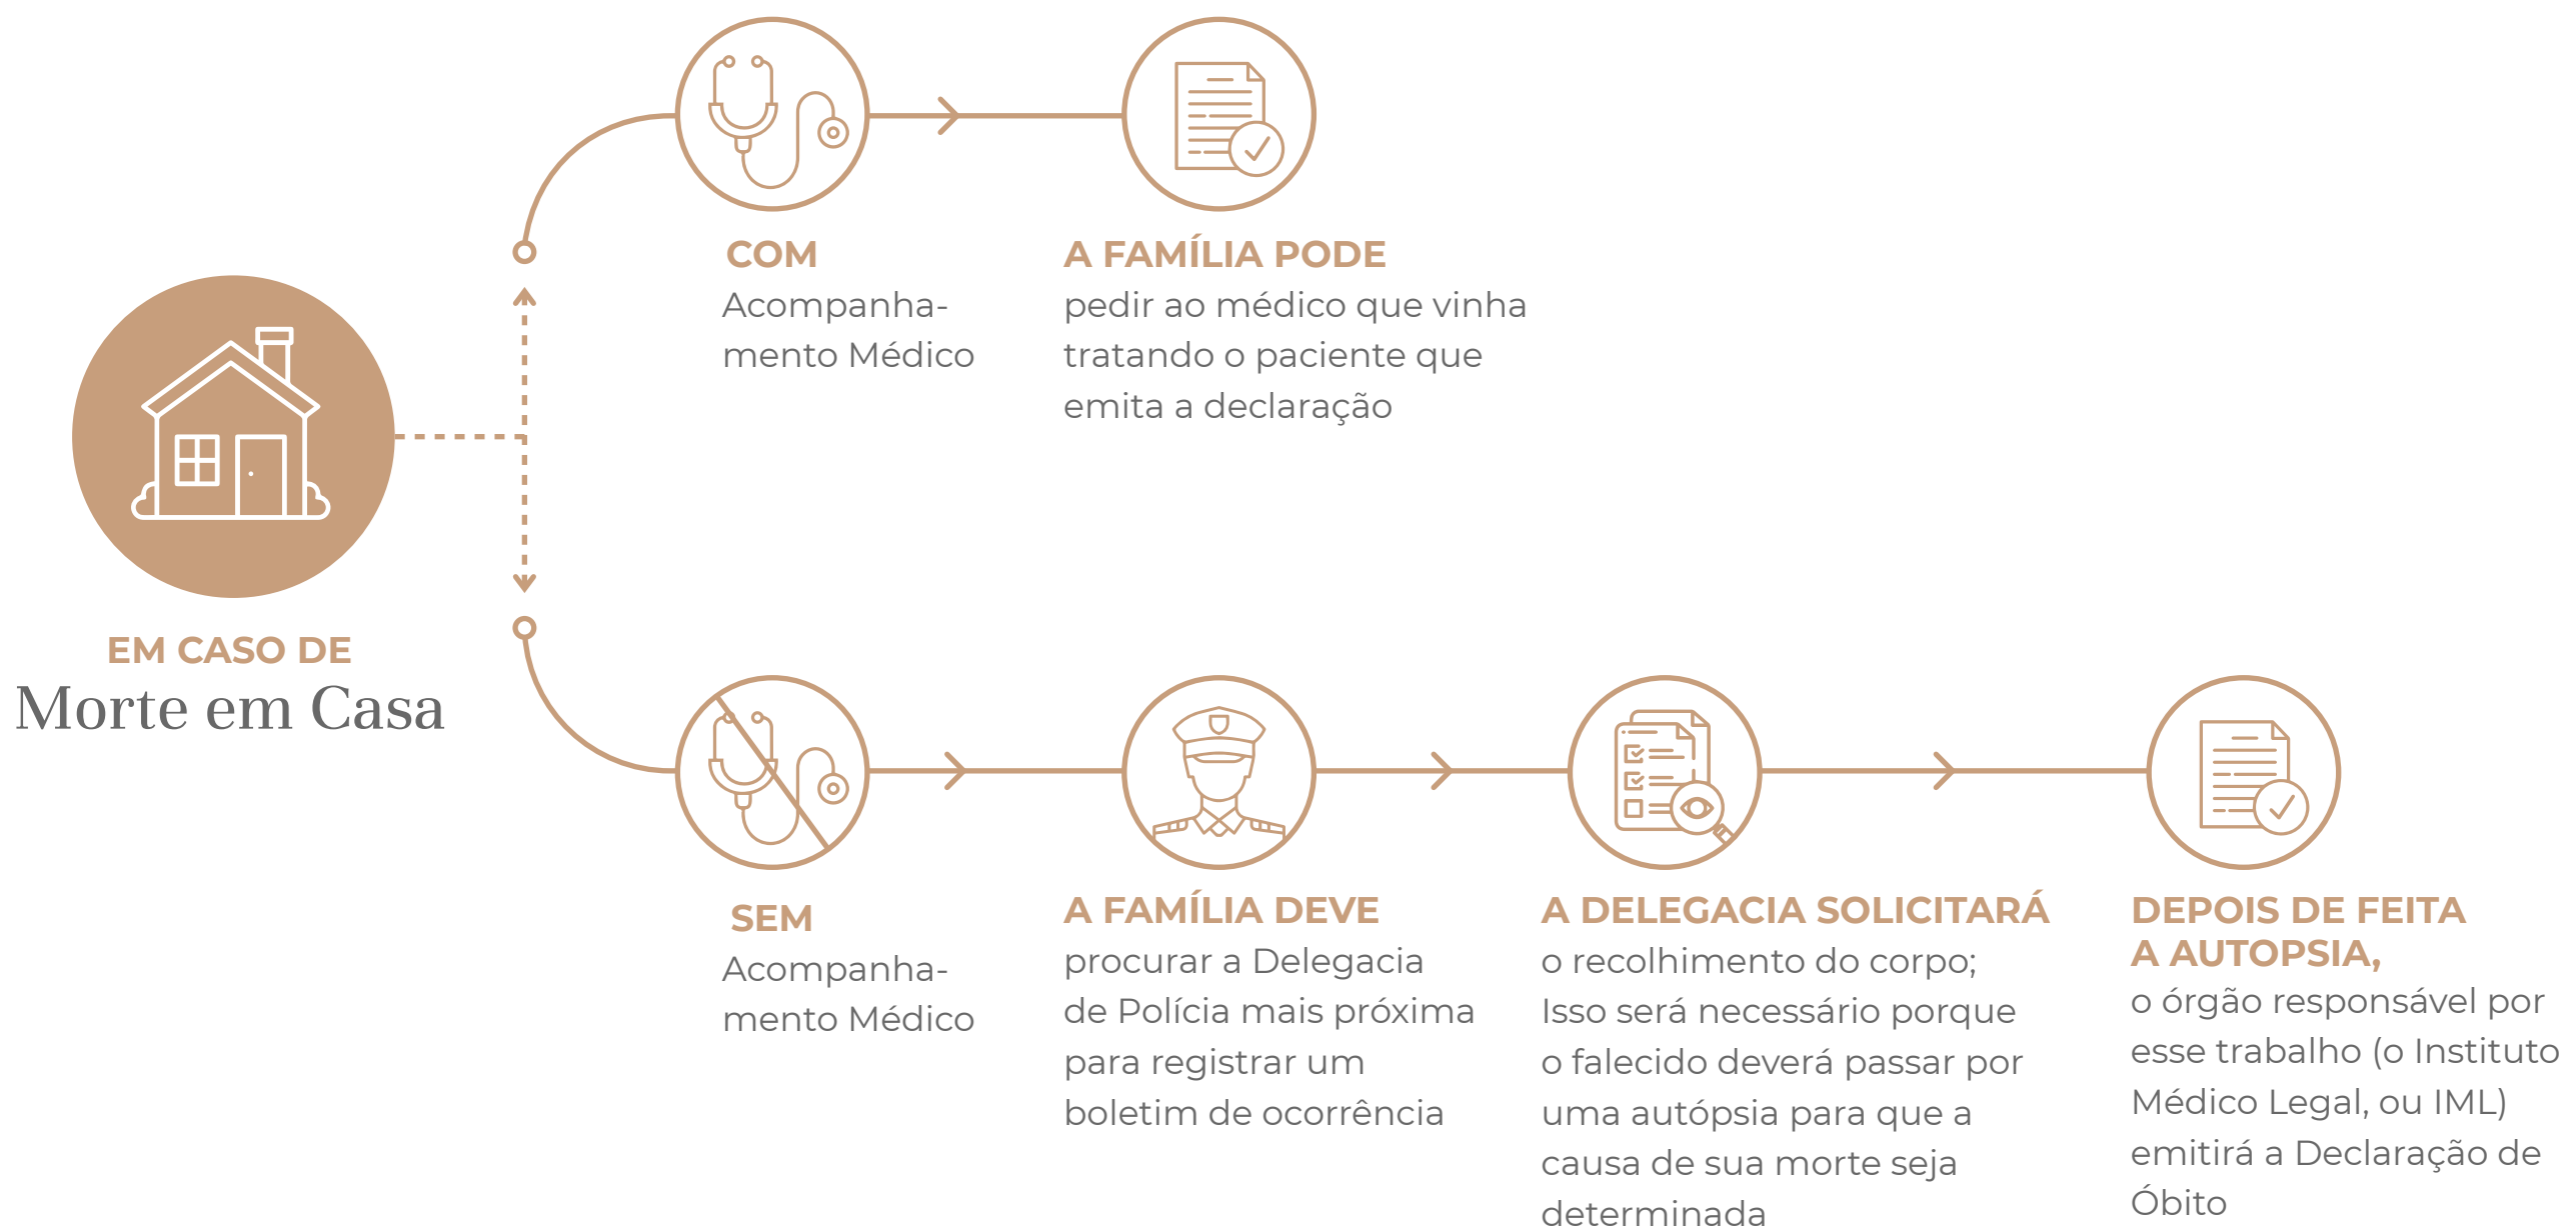 EM CASO DE
Morte em Casa
COM
Acompanha-
mento Médico
A FAMÍLIA PODE
pedir ao médico que vinha
tratando o paciente que
emita a declaração
SEM
Acompanha-
mento Médico
A FAMÍLIA DEVE
procurar a Delegacia
de Polícia mais próxima
para registrar um
boletim de ocorrência
A DELEGACIA SOLICITARÁ
o recolhimento do corpo;
Isso será necessário porque
o falecido deverá passar por
uma autópsia para que a
causa de sua morte seja
determinada
DEPOIS DE FEITA
A AUTOPSIA,
o órgão responsável por
esse trabalho (o Instituto
Médico Legal, ou IML)
emitirá a Declaração de
Óbito